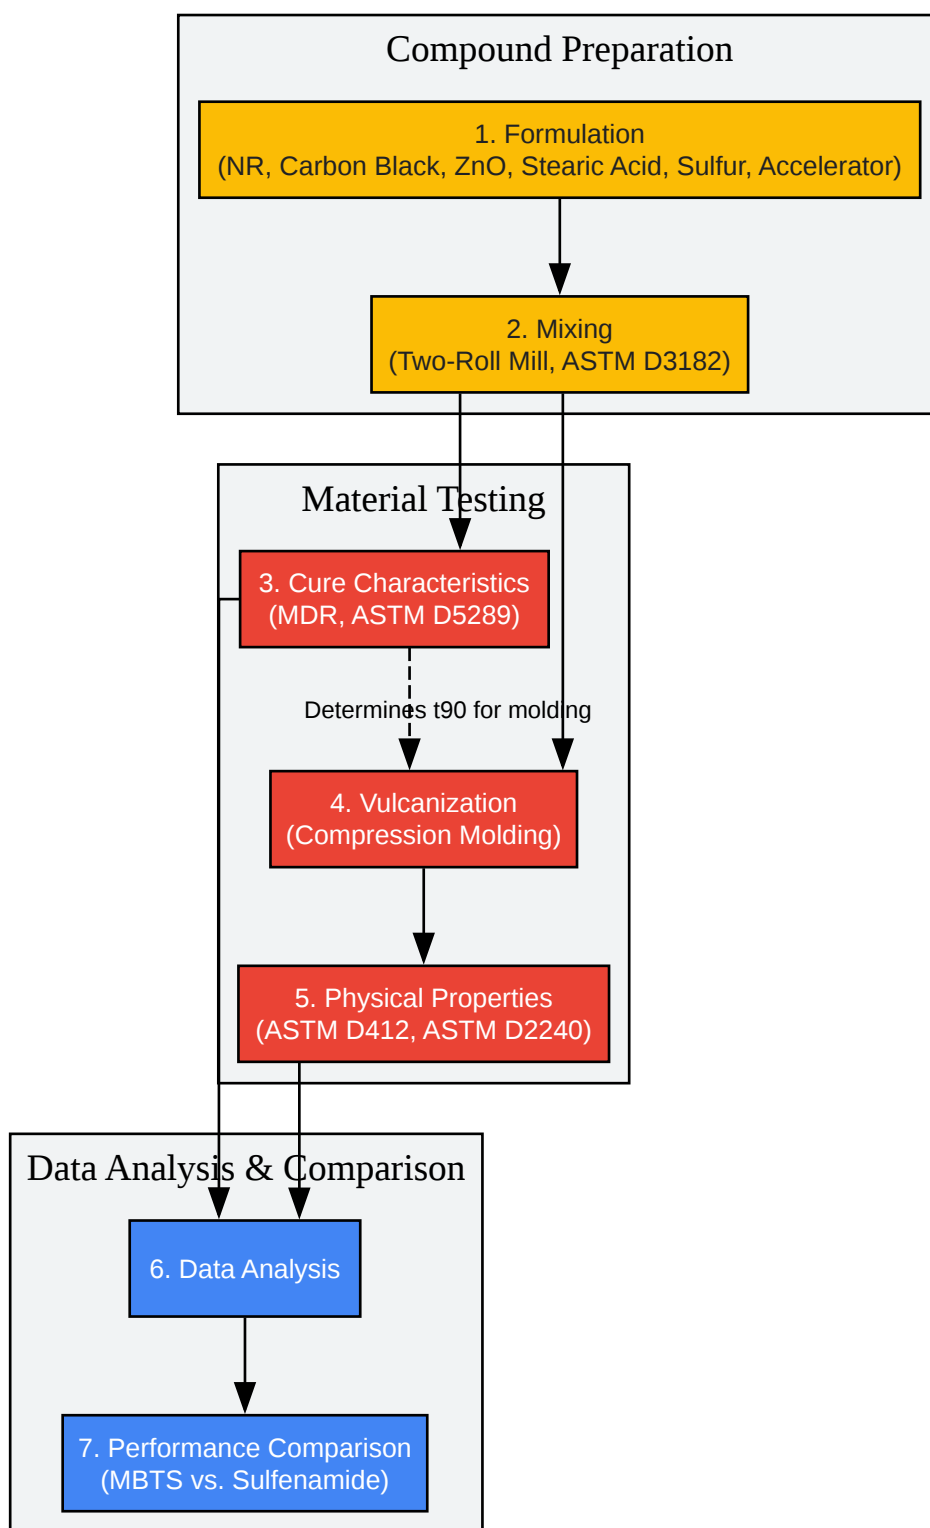 Compound Preparation
1. Formulation
(NR, Carbon Black, ZnO, Stearic Acid, Sulfur, Accelerator)
2. Mixing
(Two-Roll Mill, ASTM D3182)
Material Testing
3. Cure Characteristics
(MDR, ASTM D5289)
Determines t90 for molding
4. Vulcanization
(Compression Molding)
5. Physical Properties
(ASTM D412, ASTM D2240)
Data Analysis & Comparison
6. Data Analysis
7. Performance Comparison
(MBTS vs. Sulfenamide)